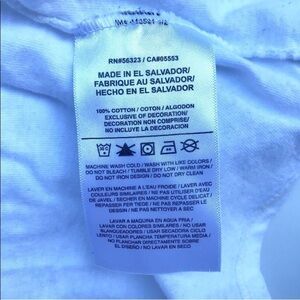 RN#56323 / CA#05553
MADE IN EL SALVADOR/
FABRIQUE AU SALVADOR/
HECHO EN EL SALVADOR
100% COTTON / COTON / ALGODON
EXCLUSIVE OF DECORATION/
DECORATION NON COMPRISE/
NO INCLUYE LA DECORACION
MACHINE WASH COLD / WASH WITH LIKE COLORS /
DO NOT BLEACH / TUMBLE DRY LOW / WARM IRON /
DO NOT IRON DESIGN / DO NOT DRY CLEAN
LAVER EN MACHINE A L'EAU FROIDE / LAVER AVEC
COULEURS SIMILAIRES / NE PAS UTILISER D'EAU
DE JAVEL / SECHER EN MACHINE CYCLE DELICAT /
REPASSER FER TIEDE / NE PAS REPASSER LE
DESSIN / NE PAS NETTOYER A SEC
LAVAR A MAQUINA EN AGUA FRIA /
LAVAR CON COLORES SIMILARES / NO USAR
BLANQUEADORES / USAR SECADORA CICLO
LENTO / USAR PLANCHA TEMPERATURA MEDIA /
NO PLANCHAR DIRECTAMENTE SOBRE
EL DISEÑO / NO LAVAR EN SECO